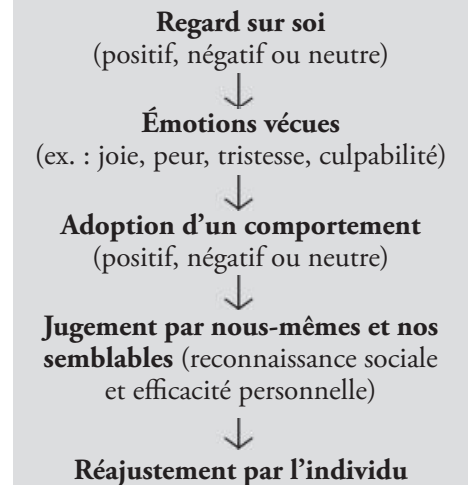 Regard sur soi
(positif, négatif ou neutre)
Émotions vécues
(ex. : joie, peur, tristesse, culpabilité)
Adoption d’un comportement
(positif, négatif ou neutre)
Jugement par nous-mêmes et nos
semblables (reconnaissance sociale
et efficacité personnelle)
Réajustement par l’individu